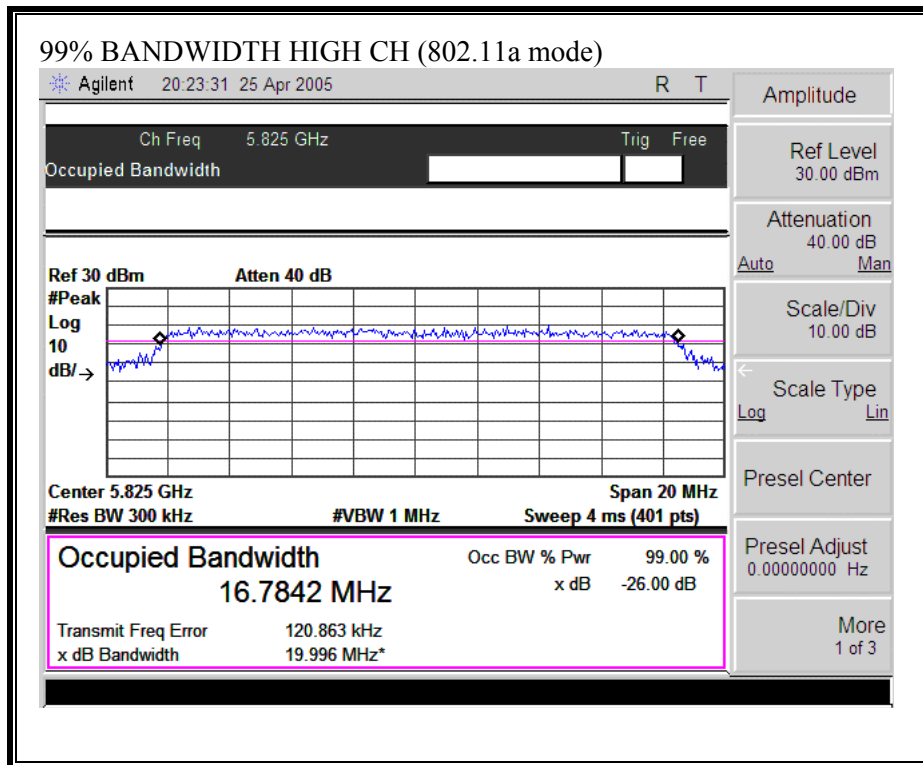 99% BANDWIDTH HIGH CH (802.11a mode)
Agilent 20:23:31 25 Apr 2005 R T
Ch Freq 5.825 GHz Trig Free
Occupied Bandwidth
Ref 30 dBm Atten 40 dB
#Peak
Log
10
dB/→
Center 5.825 GHz Span 20 MHz
#Res BW 300 kHz #VBW 1 MHz Sweep 4 ms (401 pts)
Occupied Bandwidth Occ BW % Pwr 99.00 %
16.7842 MHz x dB -26.00 dB
Transmit Freq Error 120.863 kHz
x dB Bandwidth 19.996 MHz*
Amplitude
Ref Level
30.00 dBm
Attenuation
40.00 dB
Auto Man
Scale/Div
10.00 dB
Scale Type
Log Lin
Presel Center
Presel Adjust
0.00000000 Hz
More
1 of 3